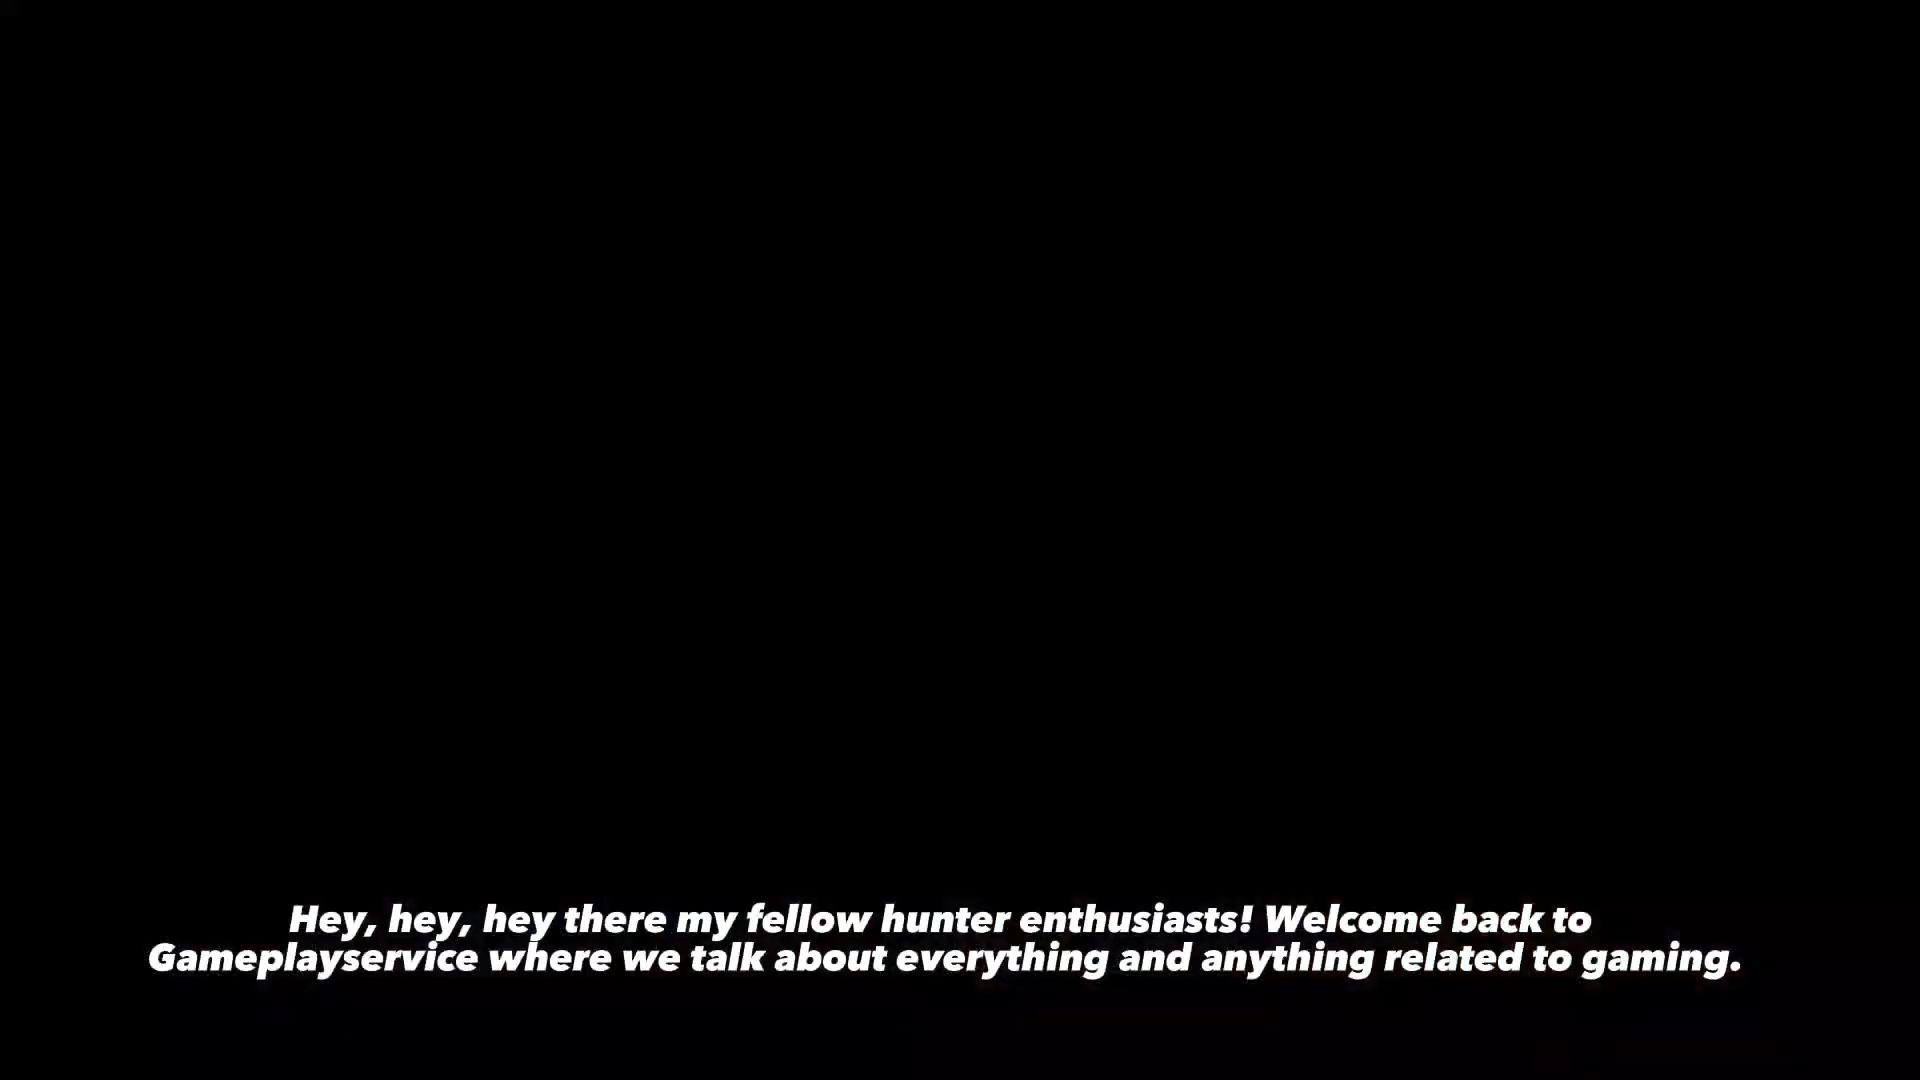 Hey, hey, hey there my fellow hunter enthusiasts! Welcome back to
Gameplayservice where we talk about everything and anything related to gaming.